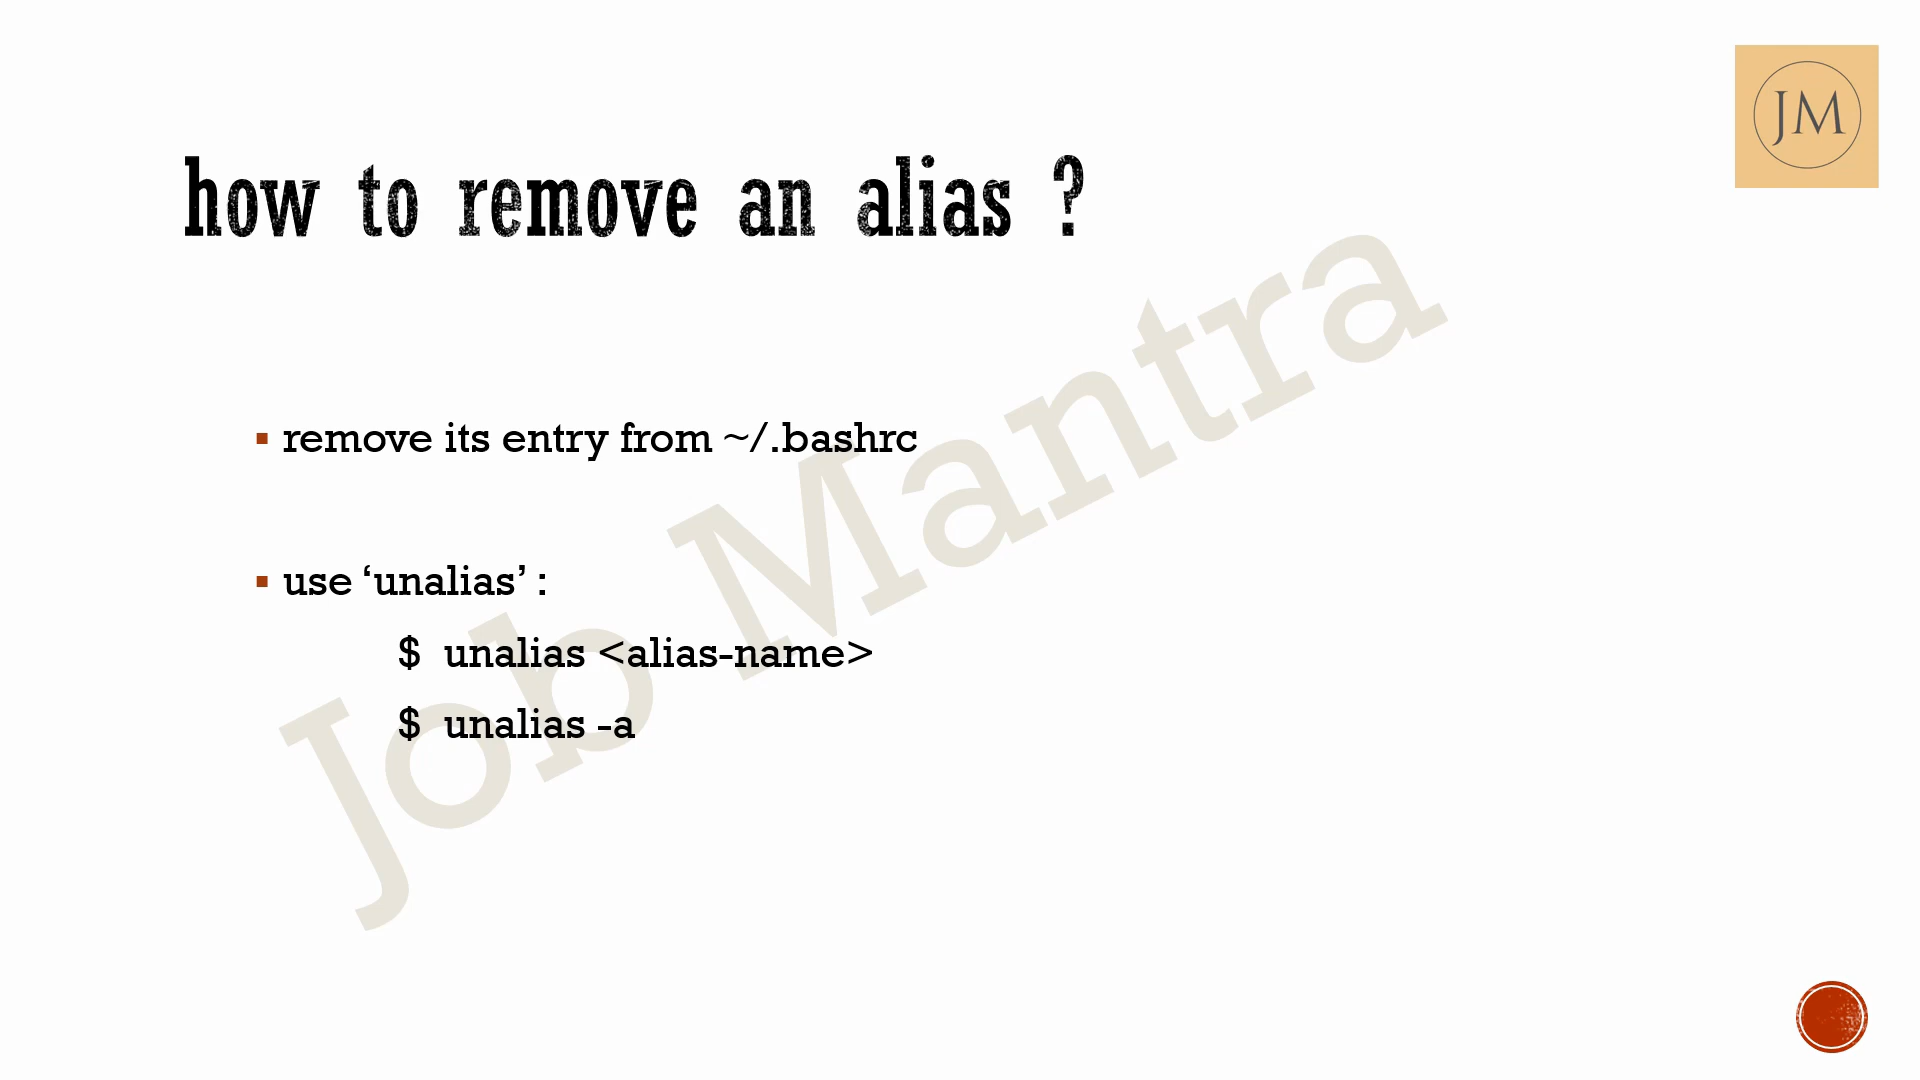 JM
how to remove an alias ?
▪ remove its entry from ~/.bashrc
▪ use ‘unalias’ :
$ unalias <alias-name>
$ unalias -a
Job Mantra